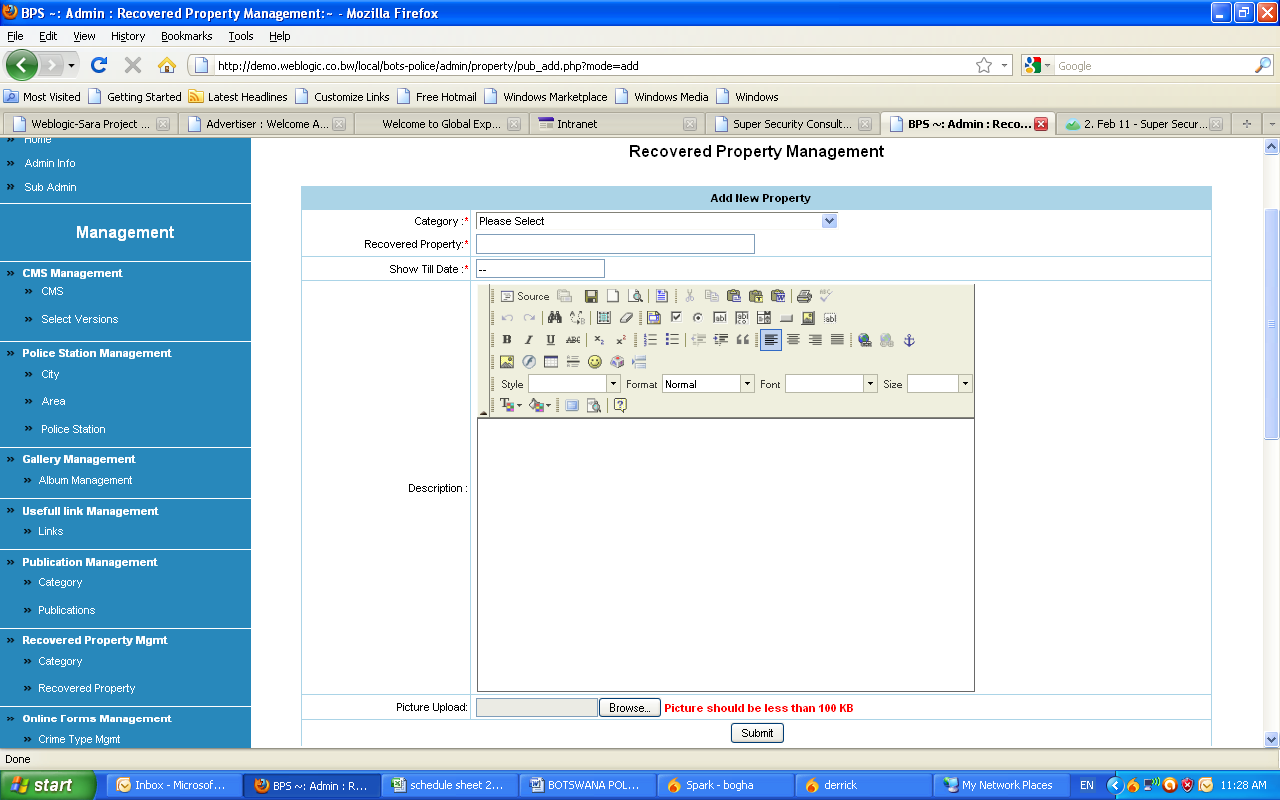 BPS ~: Admin : Recovered Property Management:~ - Mozilla Firefox
File Edit View History Bookmarks Tools Help
http://demo.weblogic.co.bw/local/bots-police/admin/property/pub_add.php?mode=add
Google
Most Visited Getting Started Latest Headlines Customize Links Free Hotmail Windows Marketplace Windows Media Windows
Weblogic-Sara Project ... Advertiser : Welcome A... Welcome to Global Exp... Intranet Super Security Consult... BPS ~: Admin : Reco... 2. Feb 11 - Super Secur...
Home
Admin Info
Sub Admin
Management
CMS Management
CMS
Select Versions
Police Station Management
City
Area
Police Station
Gallery Management
Album Management
Usefull link Management
Links
Publication Management
Category
Publications
Recovered Property Mgmt
Category
Recovered Property
Online Forms Management
Crime Type Mgmt
Recovered Property Management
Add New Property
Category :* Please Select
Recovered Property:*
Show Till Date :* --
Source
B I U ABC
Style Format Normal Font Size
Description :
Picture Upload: Browse... Picture should be less than 100 KB
Submit
Done
start Inbox - Microsof... BPS ~: Admin : R... schedule sheet 2... BOTSWANA POL... Spark - bogha derrick My Network Places EN 11:28 AM